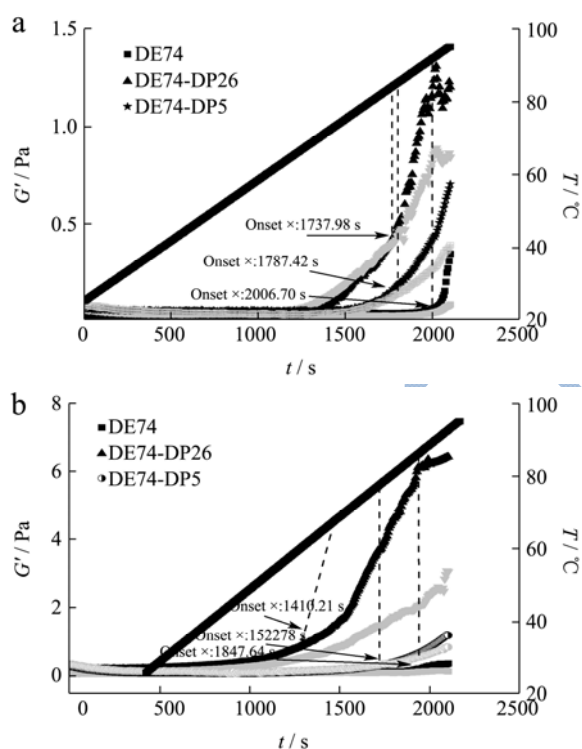 a
DE74
DE74-DP26
DE74-DP5
G′ / Pa
1.5
1.0
0.5
T / °C
100
80
60
40
20
Onset ×:1737.98 s
Onset ×:1787.42 s
Onset ×:2006.70 s
0 500 1000 1500 2000 2500
t / s
b
DE74
DE74-DP26
DE74-DP5
G′ / Pa
8
6
4
2
0
T / °C
100
80
60
40
20
Onset ×:1410.21 s
Onset ×:152278 s
Onset ×:1847.64 s
0 500 1000 1500 2000 2500
t / s